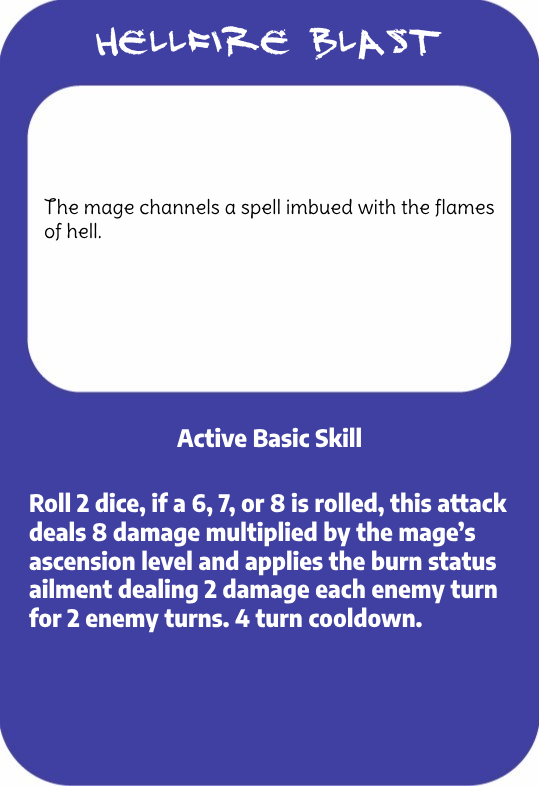 HELLFIRE BLAST
The mage channels a spell imbued with the flames
of hell.
Active Basic Skill
Roll 2 dice, if a 6, 7, or 8 is rolled, this attack
deals 8 damage multiplied by the mage's
ascension level and applies the burn status
ailment dealing 2 damage each enemy turn
for 2 enemy turns. 4 turn cooldown.